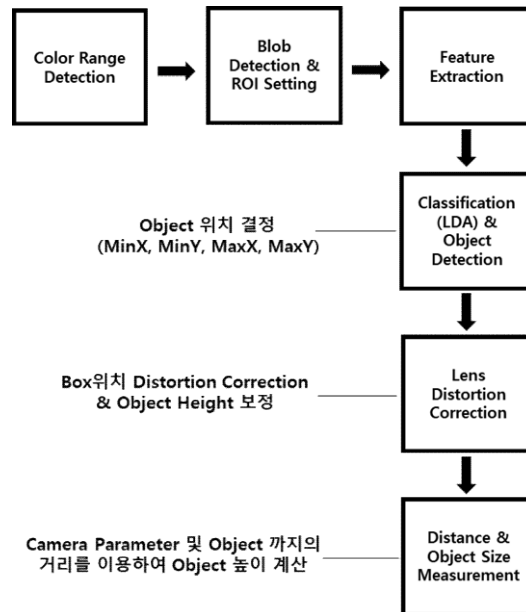 Color Range
Detection
Blob
Detection &
ROI Setting
Feature
Extraction
Object 위치 결정
(MinX, MinY, MaxX, MaxY)
Classification
(LDA) &
Object
Detection
Box위치 Distortion Correction
& Object Height 보정
Lens
Distortion
Correction
Camera Parameter 및 Object 까지의
거리를 이용하여 Object 높이 계산
Distance &
Object Size
Measurement